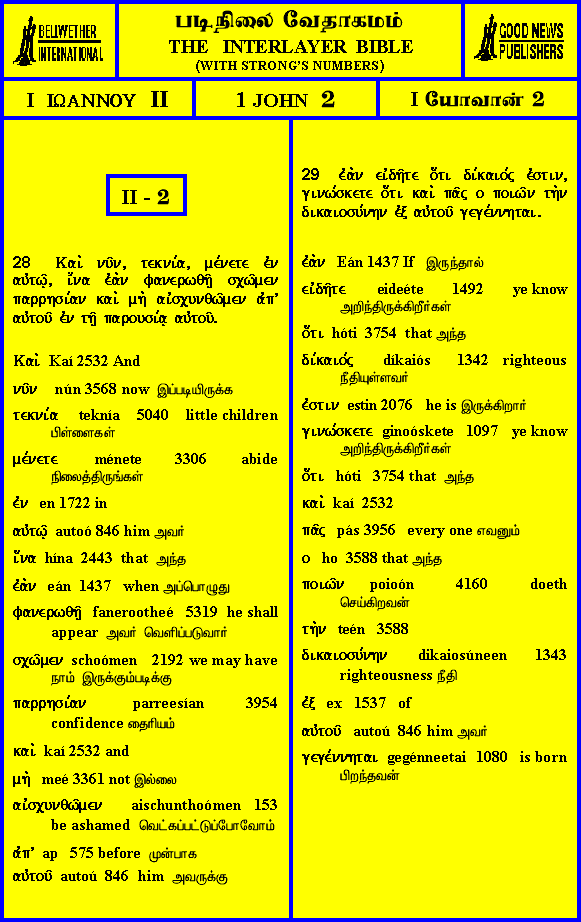 BELLWETHER
INTERNATIONAL
படிநிலை வேதாகமம்
THE INTERLAYER BIBLE
(WITH STRONG'S NUMBERS)
GOOD NEWS
PUBLISHERS
I ΙΩΑΝΝΟΥ II
1 JOHN 2
I யோவான் 2
II - 2
28 Καὶ νῦν, τεκνία, μένετε ἐν
αὐτῷ, ἵνα ἐὰν φανερωθῇ σχῶμεν
παρρησίαν καὶ μὴ αἰσχυνθῶμεν ἀπ'
αὐτοῦ ἐν τῇ παρουσίᾳ αὐτοῦ.
Καὶ Kaí 2532 And
νῦν nún 3568 now இப்படியிருக்க
τεκνία teknía 5040 little children
பிள்ளைகள்
μένετε ménete 3306 abide
நிலைத்திருங்கள்
ἐν en 1722 in
αὐτῷ autoó 846 him அவர்
ἵνα hína 2443 that அந்த
ἐὰν eán 1437 when அப்பொழுது
φανερωθῇ faneerootheé 5319 he shall
appear அவர் வெளிப்படுவார்
σχῶμεν schoómen 2192 we may have
நாம் இருக்கும்படிக்கு
παρρησίαν parreesían 3954
confidence தைரியம்
καὶ kaí 2532 and
μὴ meé 3361 not இல்லை
αἰσχυνθῶμεν aischunthoómen 153
be ashamed வெட்கப்பட்டுப்போவோம்
ἀπ' ap 575 before முன்பாக
αὐτοῦ autoú 846 him அவருக்கு
29 ἐὰν εἰδῆτε ὅτι δίκαιός ἐστιν,
γινώσκετε ὅτι καὶ πᾶς ο ποιῶν τὴν
δικαιοσύνην ἐξ αὐτοῦ γεγέννηται.
ἐὰν Eán 1437 If இருந்தால்
εἰδῆτε eideéte 1492 ye know
அறிந்திருக்கிறீர்கள்
ὅτι hóti 3754 that அந்த
δίκαιός díkaiós 1342 righteous
நீதியுள்ளவர்
ἐστιν estin 2076 he is இருக்கிறார்
γινώσκετε ginoóskete 1097 ye know
அறிந்திருக்கிறீர்கள்
ὅτι hóti 3754 that அந்த
καὶ kaí 2532
πᾶς pás 3956 every one எவனும்
ο ho 3588 that அந்த
ποιῶν poioón 4160 doeth
செய்கிறவன்
τὴν teén 3588
δικαιοσύνην dikaiosúneen 1343
righteousness நீதி
ἐξ ex 1537 of
αὐτοῦ autoú 846 him அவர்
γεγέννηται gegénneetai 1080 is born
பிறந்தவன்